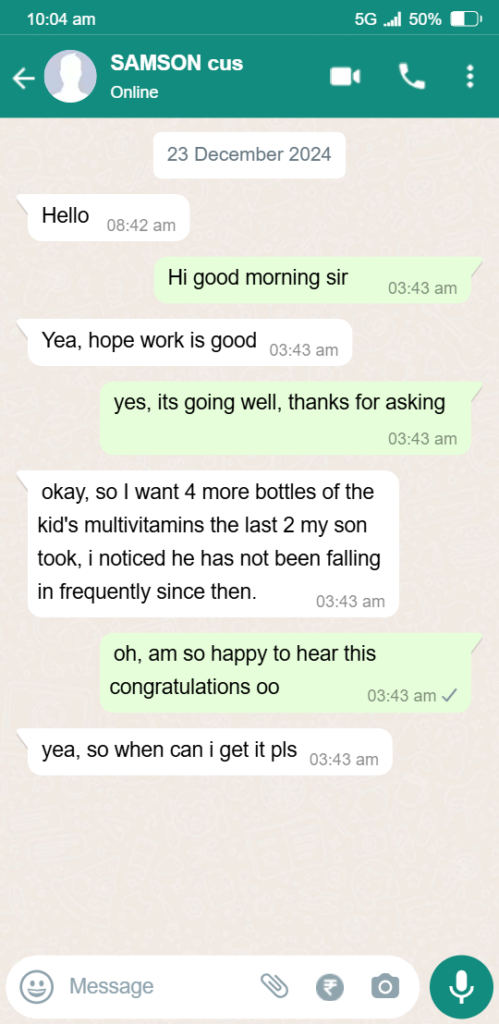 10:04 am 5G 50%
SAMSON cus
Online
23 December 2024
Hello 08:42 am
Hi good morning sir 03:43 am
Yea, hope work is good 03:43 am
yes, its going well, thanks for asking
03:43 am
okay, so I want 4 more bottles of the
kid's multivitamins the last 2 my son
took, i noticed he has not been falling
in frequently since then. 03:43 am
oh, am so happy to hear this
congratulations oo 03:43 am
yea, so when can i get it pls 03:43 am
Message ₹